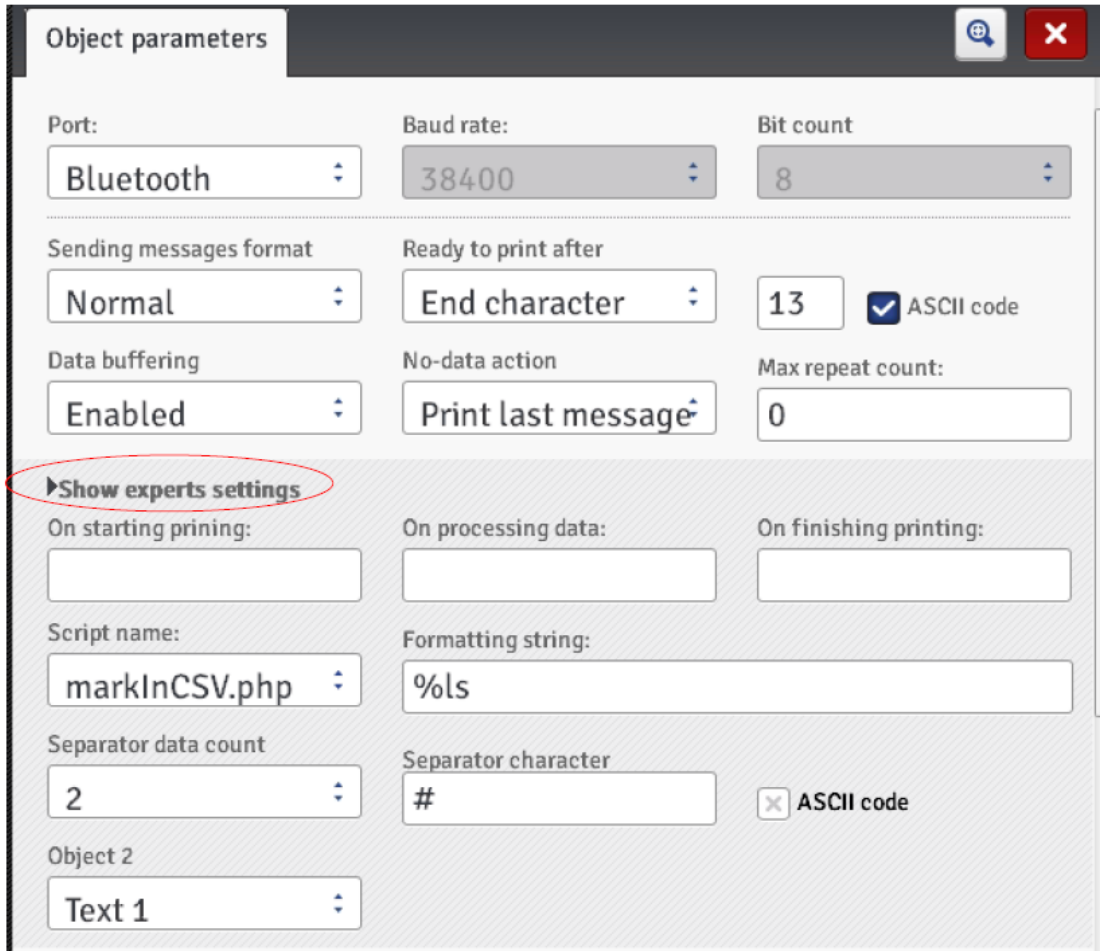 Object parameters
Port: Baud rate: Bit count
Bluetooth 38400 8
Sending messages format Ready to print after
Normal End character 13 ASCII code
Data buffering No-data action Max repeat count:
Enabled Print last message 0
Show experts settings
On starting prining: On processing data: On finishing printing:
Script name: Formatting string:
markInCSV.php %ls
Separator data count Separator character
2 # ASCII code
Object 2
Text 1